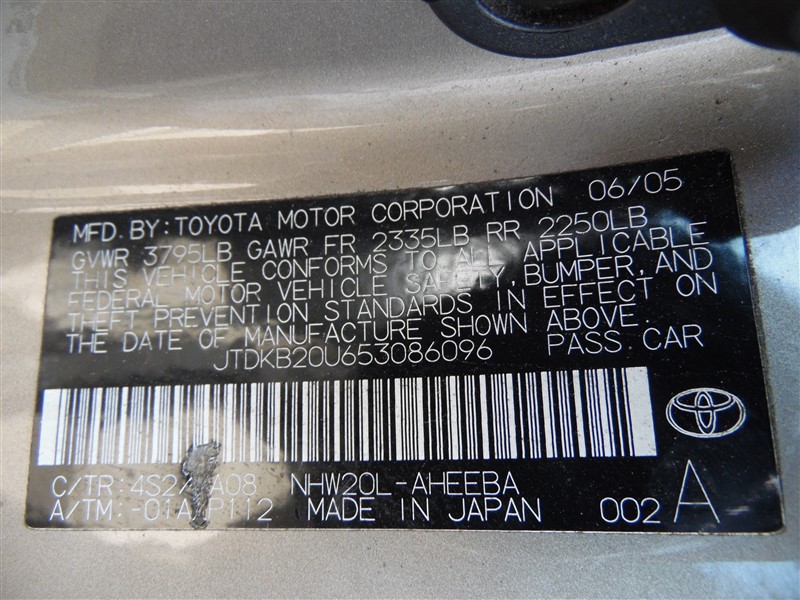 MFD. BY: TOYOTA MOTOR CORPORATION 06/05
GVWR 3795LB GAWR FR 2335LB RR 2250LB
THIS VEHICLE CONFORMS TO ALL APPLICABLE
FEDERAL MOTOR VEHICLE SAFETY, BUMPER, AND
THEFT PREVENTION STANDARDS IN EFFECT ON
THE DATE OF MANUFACTURE SHOWN ABOVE.
JTDKB20U653086096 PASS. CAR
C/TR: 4S2/ A08 NHW20L-AHEEBA
A/TM: -01A/P112 MADE IN JAPAN 002 A